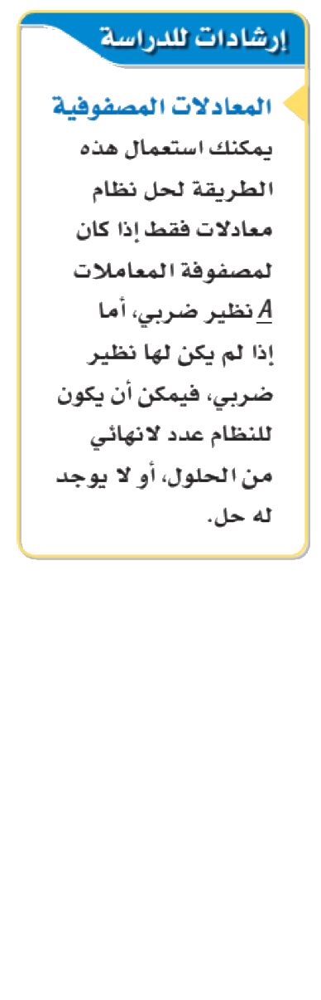 إرشادات للدراسة
المعادلات المصفوفية
يمكنك استعمال هذه
الطريقة لحل نظام
معادلات فقط إذا كان
لمصفوفة المعاملات
A نظير ضربي، أما
إذا لم يكن لها نظير
ضربي، فيمكن أن يكون
للنظام عدد لانهائي
من الحلول، أو لا يوجد
له حل.